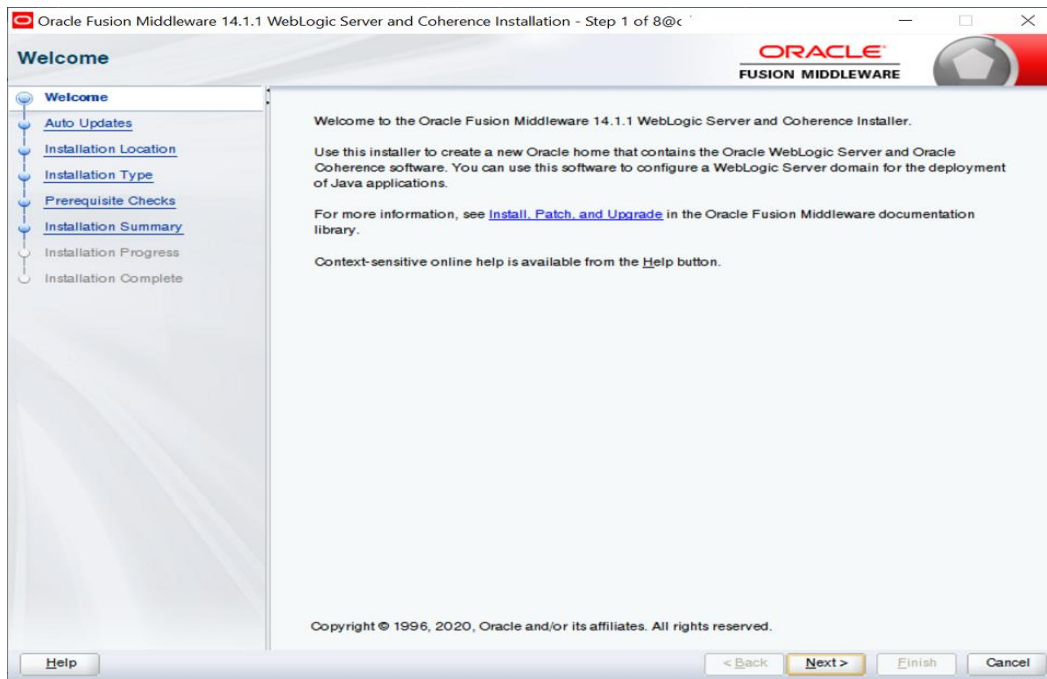 Oracle Fusion Middleware 14.1.1 WebLogic Server and Coherence Installation - Step 1 of 8@c
Welcome
ORACLE
FUSION MIDDLEWARE
Welcome
Auto Updates
Installation Location
Installation Type
Prerequisite Checks
Installation Summary
Installation Progress
Installation Complete
Welcome to the Oracle Fusion Middleware 14.1.1 WebLogic Server and Coherence Installer.
Use this installer to create a new Oracle home that contains the Oracle WebLogic Server and Oracle
Coherence software. You can use this software to configure a WebLogic Server domain for the deployment
of Java applications.
For more information, see Install, Patch, and Upgrade in the Oracle Fusion Middleware documentation
library.
Context-sensitive online help is available from the Help button.
Copyright © 1996, 2020, Oracle and/or its affiliates. All rights reserved.
Help
< Back
Next >
Finish
Cancel